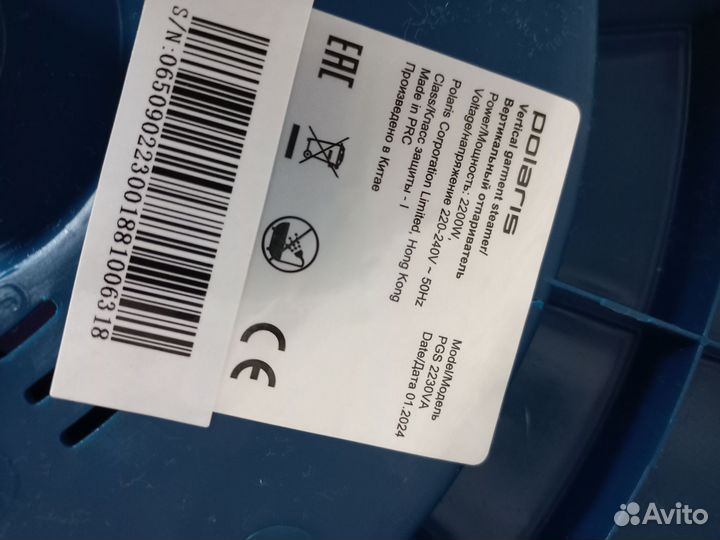 polaris
Vertical garment steamer/
Вертикальный отпариватель
Power/Мощность: 2200W,
Voltage/напряжение 220-240V ~ 50Hz
Polaris Corporation Limited, Hong Kong
Class/Класс защиты - I
Made in PRC
Произведено в Китае
Model/Модель
PGS 2230VA
Date/Дата 01.2024
EAC
CE
S/N:065090223001881006318
Avito